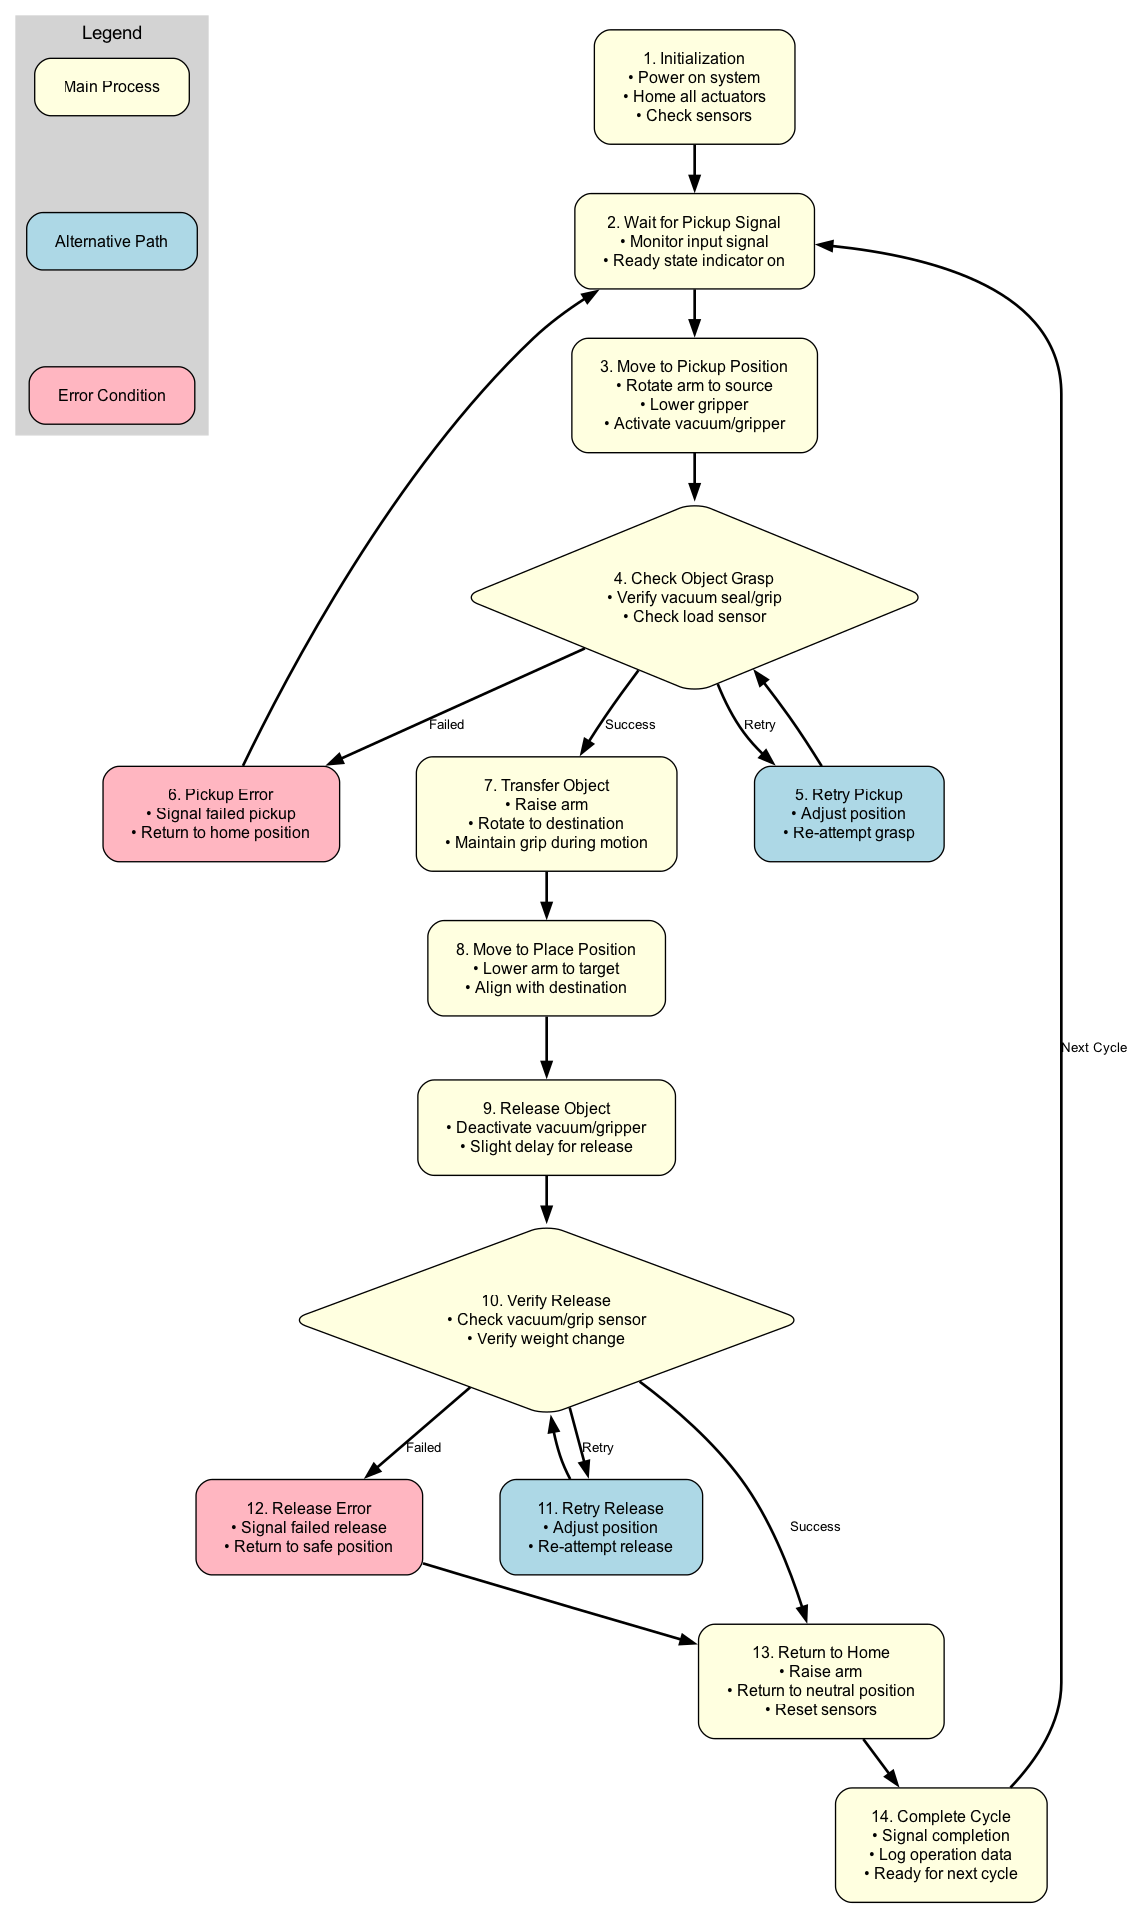 Legend
Main Process
Alternative Path
Error Condition
1. Initialization
• Power on system
• Home all actuators
• Check sensors
2. Wait for Pickup Signal
• Monitor input signal
• Ready state indicator on
3. Move to Pickup Position
• Rotate arm to source
• Lower gripper
• Activate vacuum/gripper
4. Check Object Grasp
• Verify vacuum seal/grip
• Check load sensor
Failed
Success
Retry
6. Pickup Error
• Signal failed pickup
• Return to home position
7. Transfer Object
• Raise arm
• Rotate to destination
• Maintain grip during motion
5. Retry Pickup
• Adjust position
• Re-attempt grasp
8. Move to Place Position
• Lower arm to target
• Align with destination
Next Cycle
9. Release Object
• Deactivate vacuum/gripper
• Slight delay for release
10. Verify Release
• Check vacuum/grip sensor
• Verify weight change
Failed
Retry
Success
12. Release Error
• Signal failed release
• Return to safe position
11. Retry Release
• Adjust position
• Re-attempt release
13. Return to Home
• Raise arm
• Return to neutral position
• Reset sensors
14. Complete Cycle
• Signal completion
• Log operation data
• Ready for next cycle